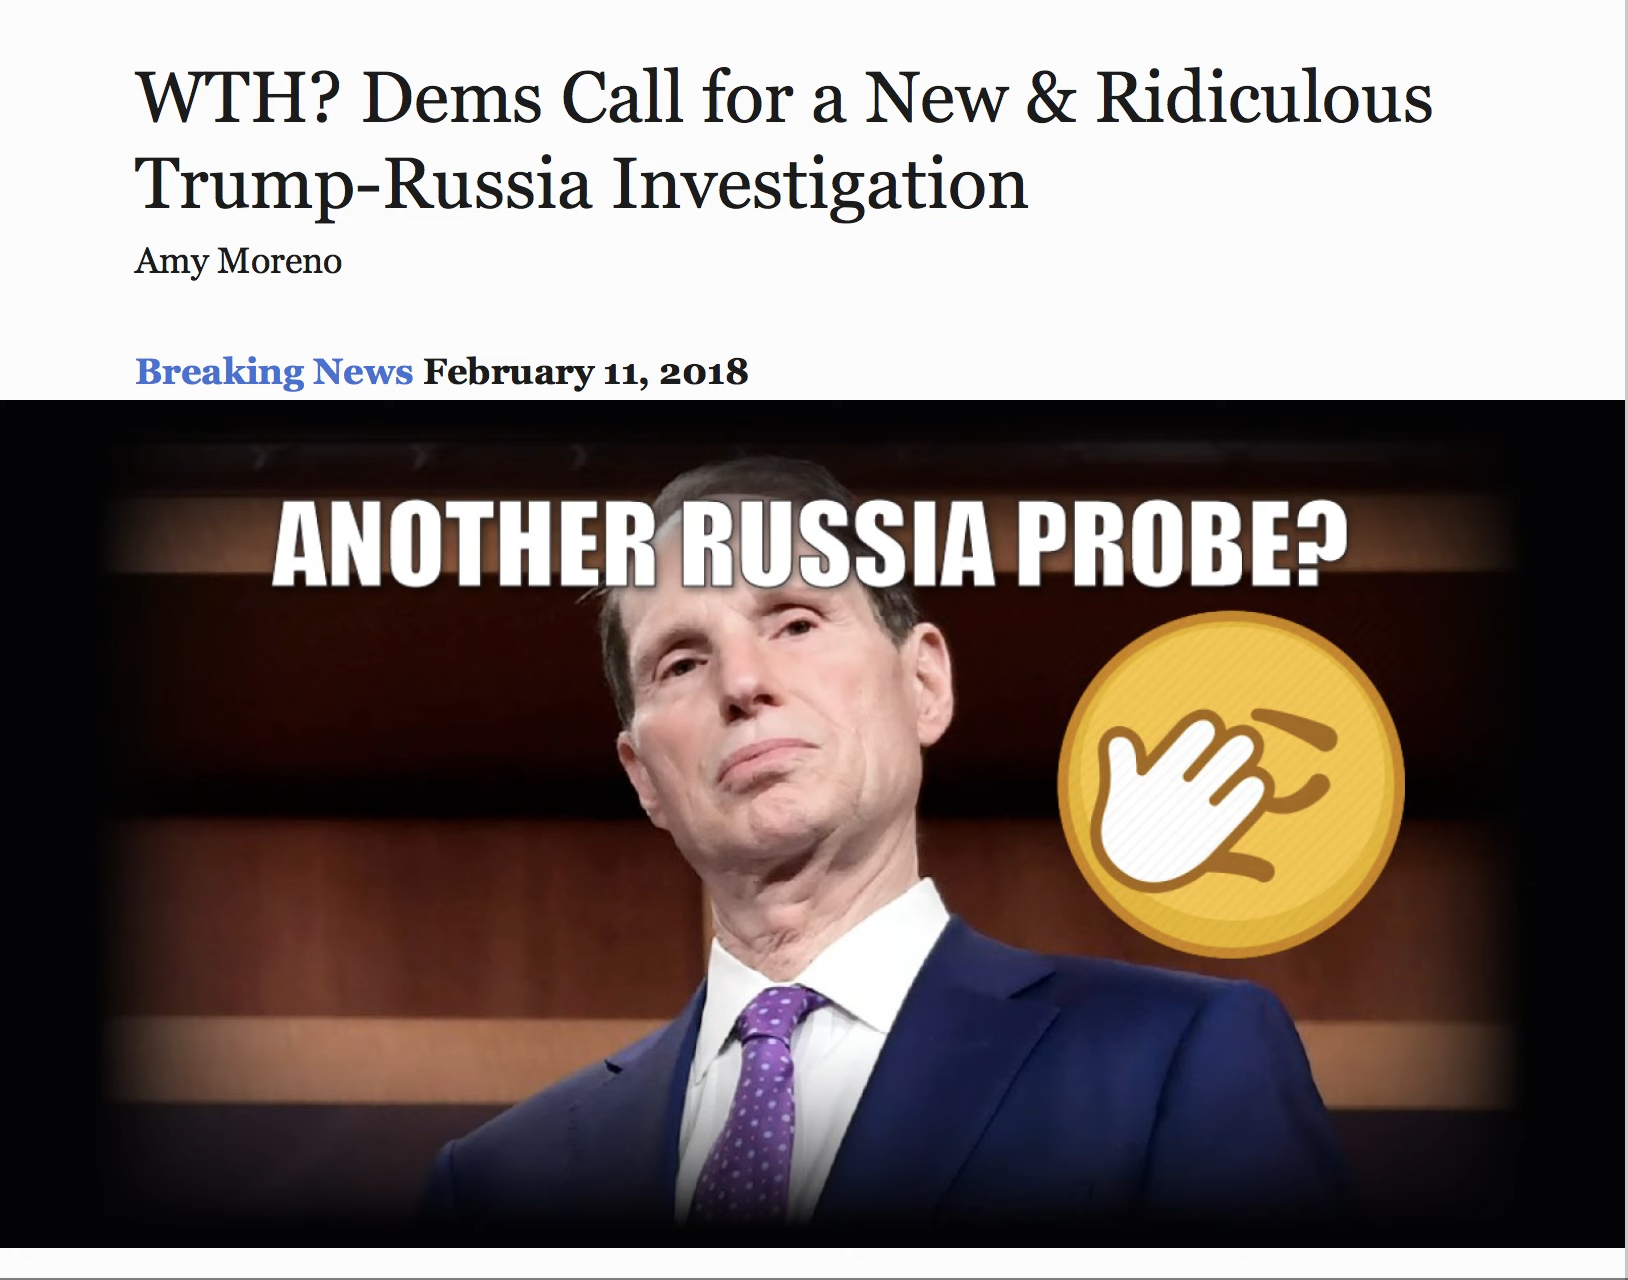 WTH? Dems Call for a New & Ridiculous
Trump-Russia Investigation
Amy Moreno
Breaking News February 11, 2018
ANOTHER RUSSIA PROBE?